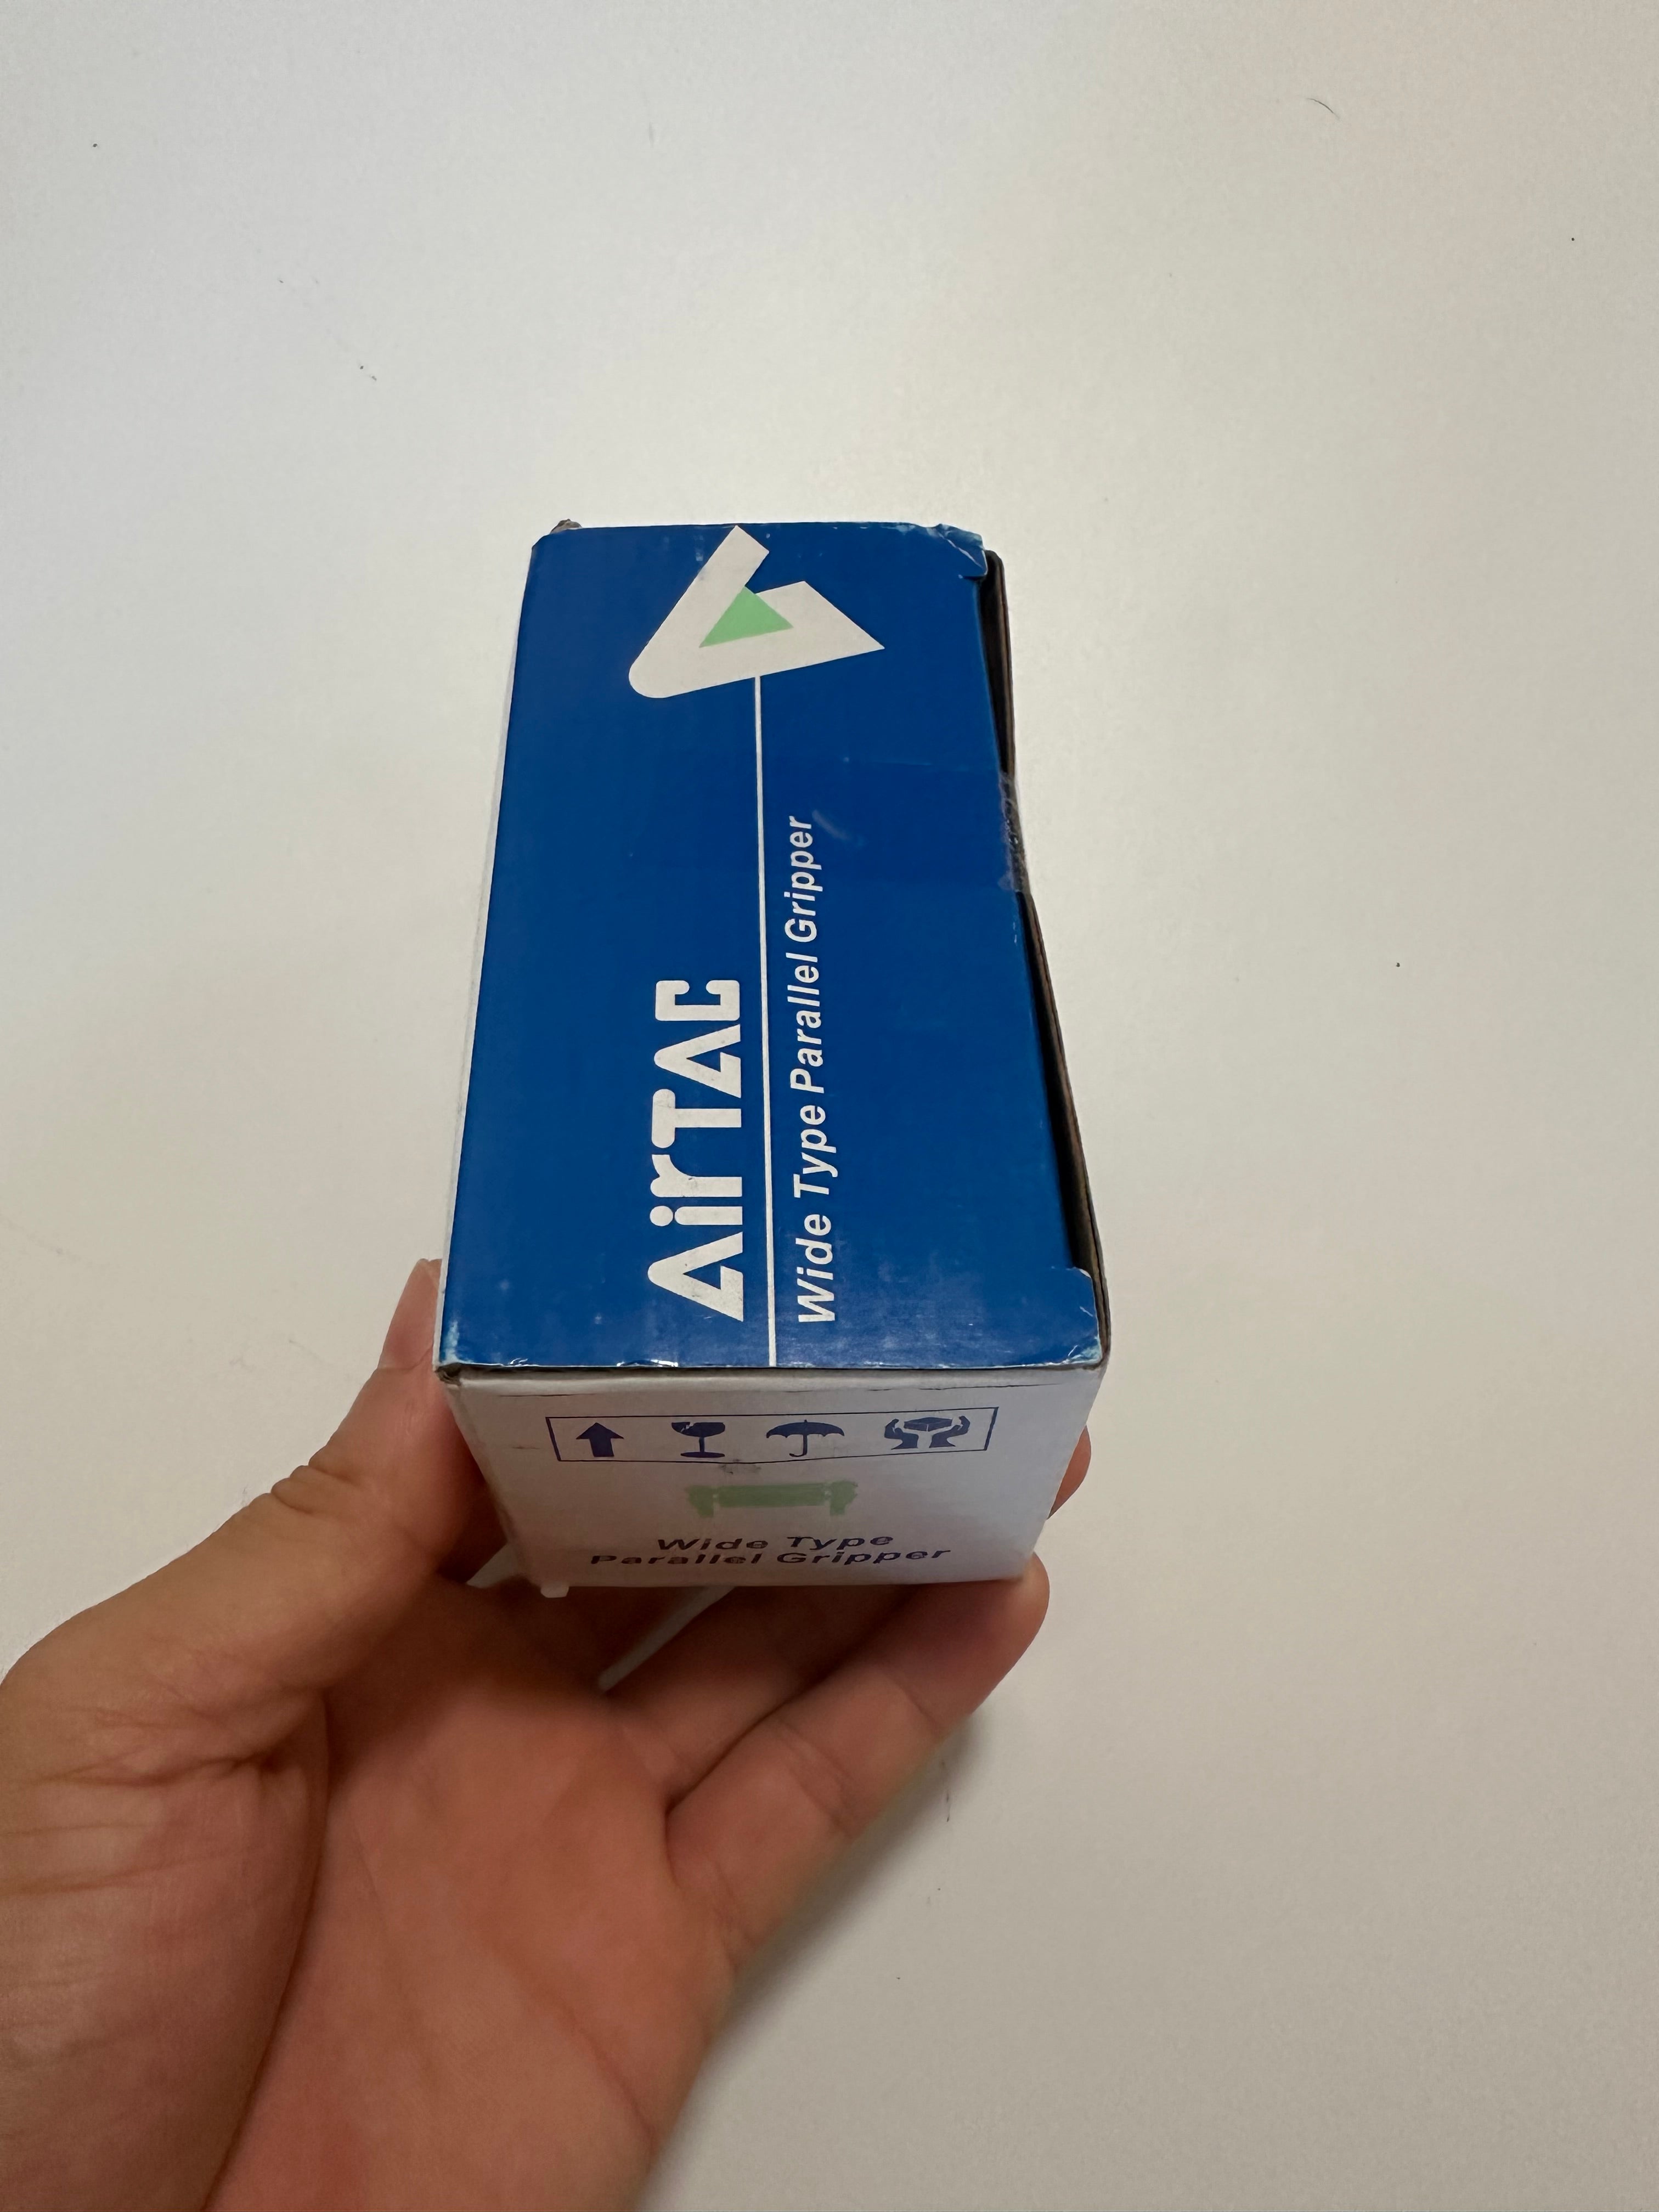 AirTAC
Wide Type Parallel Gripper
Wide Type
Parallel Gripper